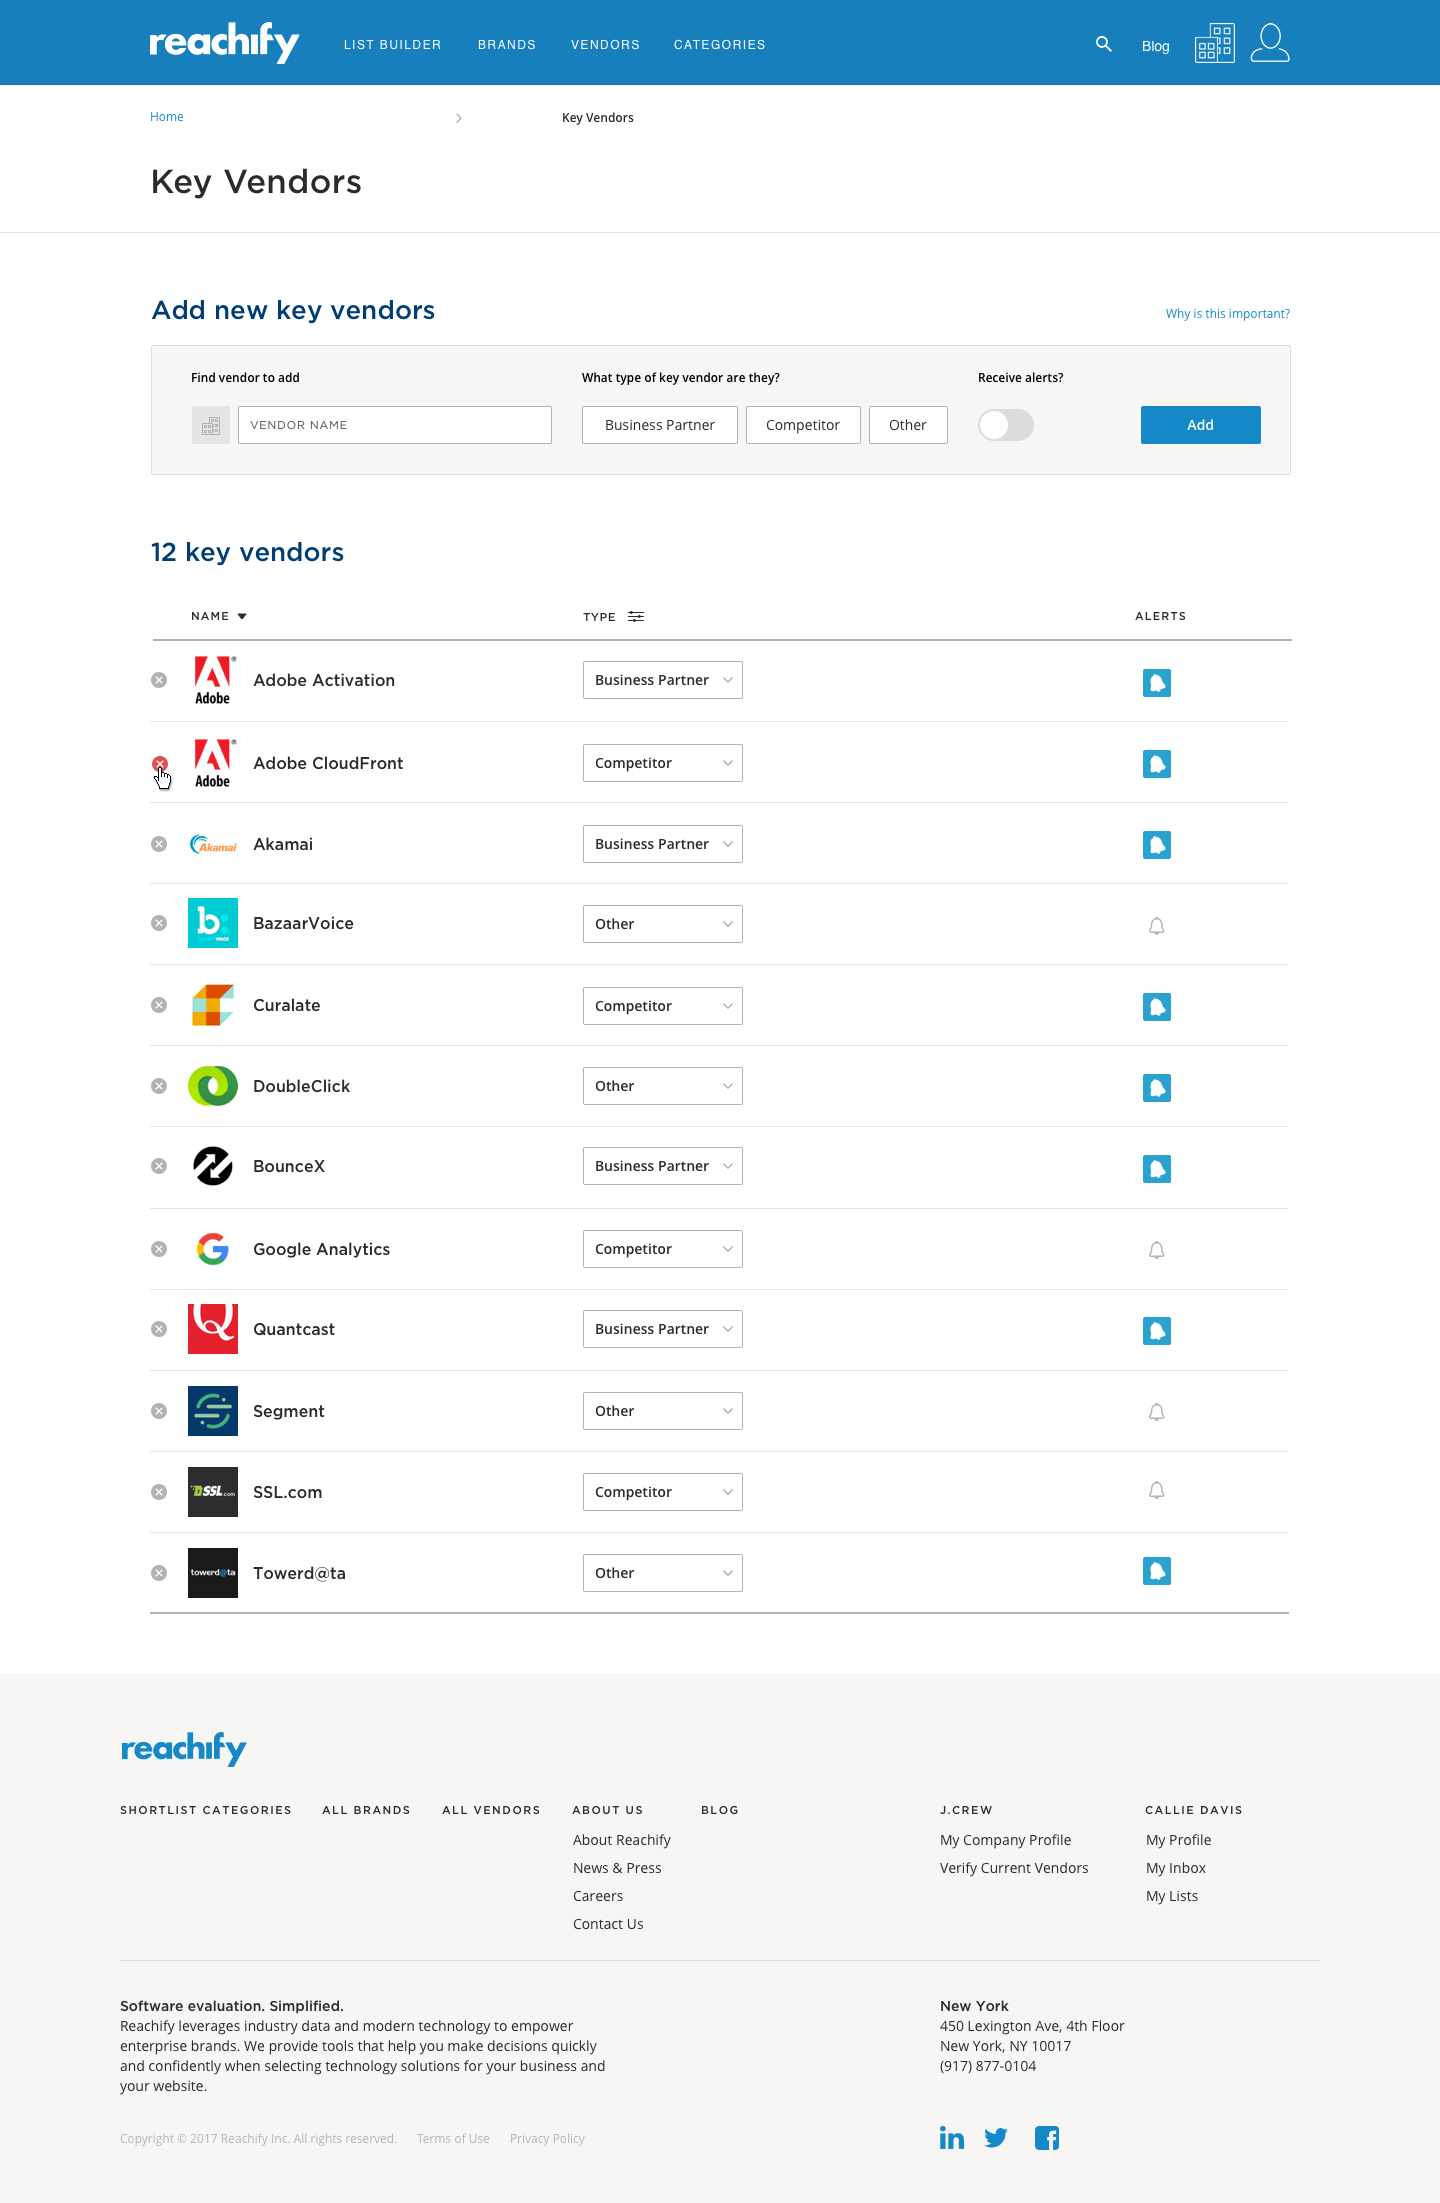 reachify
LIST BUILDER BRANDS VENDORS CATEGORIES Blog
Home Key Vendors
Key Vendors
Add new key vendors Why is this important?
Find vendor to add What type of key vendor are they? Receive alerts?
VENDOR NAME Business Partner Competitor Other Add
12 key vendors
NAME TYPE ALERTS
Adobe Adobe Activation Business Partner
Adobe Adobe CloudFront Competitor
Akamai Akamai Business Partner
b: voice BazaarVoice Other
Curalate Competitor
DoubleClick Other
BounceX Business Partner
G Google Analytics Competitor
Q Quantcast Business Partner
Segment Other
SSL.com SSL.com Competitor
towerd@ta Towerd@ta Other
reachify
SHORTLIST CATEGORIES ALL BRANDS ALL VENDORS ABOUT US BLOG J.CREW CALLIE DAVIS
About Reachify My Company Profile My Profile
News & Press Verify Current Vendors My Inbox
Careers My Lists
Contact Us
Software evaluation. Simplified.
Reachify leverages industry data and modern technology to empower
enterprise brands. We provide tools that help you make decisions quickly
and confidently when selecting technology solutions for your business and
your website.
New York
450 Lexington Ave, 4th Floor
New York, NY 10017
(917) 877-0104
Copyright © 2017 Reachify Inc. All rights reserved. Terms of Use Privacy Policy
in f